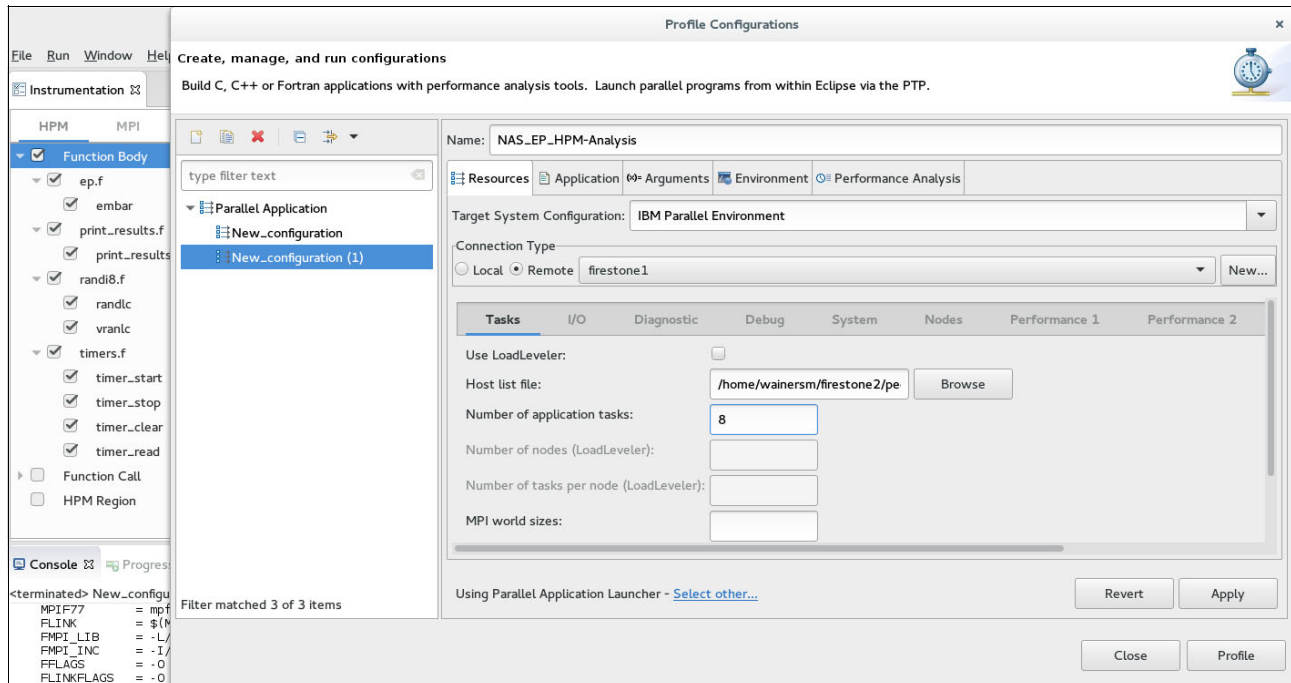 Profile Configurations
×
File Run Window Help
Create, manage, and run configurations
Build C, C++ or Fortran applications with performance analysis tools. Launch parallel programs from within Eclipse via the PTP.
Instrumentation
HPM MPI
Function Body
ep.f
embar
print_results.f
print_results
randi8.f
randlc
vranlc
timers.f
timer_start
timer_stop
timer_clear
timer_read
Function Call
HPM Region
type filter text
Parallel Application
New_configuration
New_configuration (1)
Filter matched 3 of 3 items
Name: NAS_EP_HPM-Analysis
Resources Application (x)= Arguments Environment Performance Analysis
Target System Configuration: IBM Parallel Environment
Connection Type
Local Remote firestone1 New...
Tasks I/O Diagnostic Debug System Nodes Performance 1 Performance 2
Use LoadLeveler:
Host list file: /home/wainersm/firestone2/pe Browse
Number of application tasks: 8
Number of nodes (LoadLeveler):
Number of tasks per node (LoadLeveler):
MPI world sizes:
Using Parallel Application Launcher - Select other... Revert Apply
Close Profile
Console Progress
<terminated> New_configu
MPIF77 = mpf
FLINK = $(M
FMPI_LIB = -L/
FMPI_INC = -I/
FFLAGS = -O
FLINKFLAGS = -O